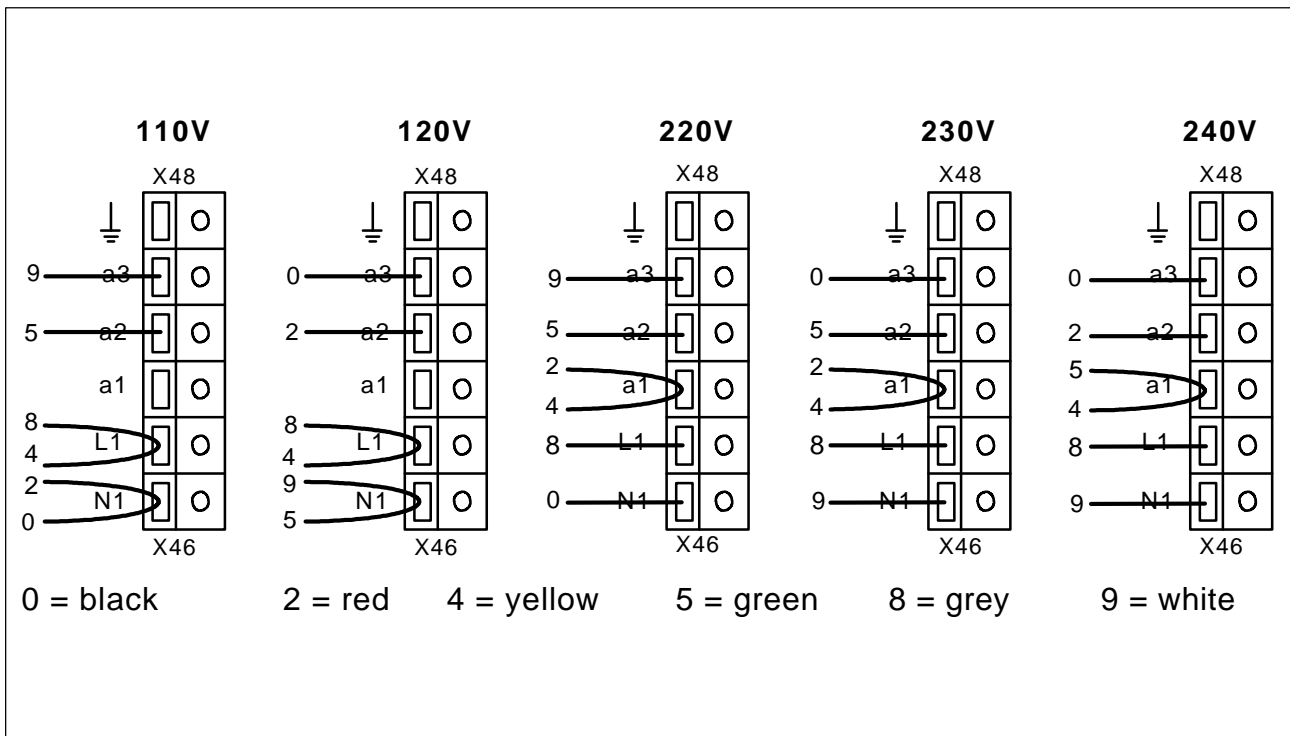 110V 120V 220V 230V 240V
X48 X48 X48 X48 X48
9 a3 0 a3 9 a3 0 a3 0 a3
5 a2 2 a2 5 a2 5 a2 2 a2
2 2 5
a1 a1 a1 a1 a1
4 4 4
8 8
L1 L1 8 L1 8 L1 8 L1
4 4
2 9
N1 N1 0 N1 9 N1 9 N1
0 5
X46 X46 X46 X46 X46
0 = black 2 = red 4 = yellow 5 = green 8 = grey 9 = white